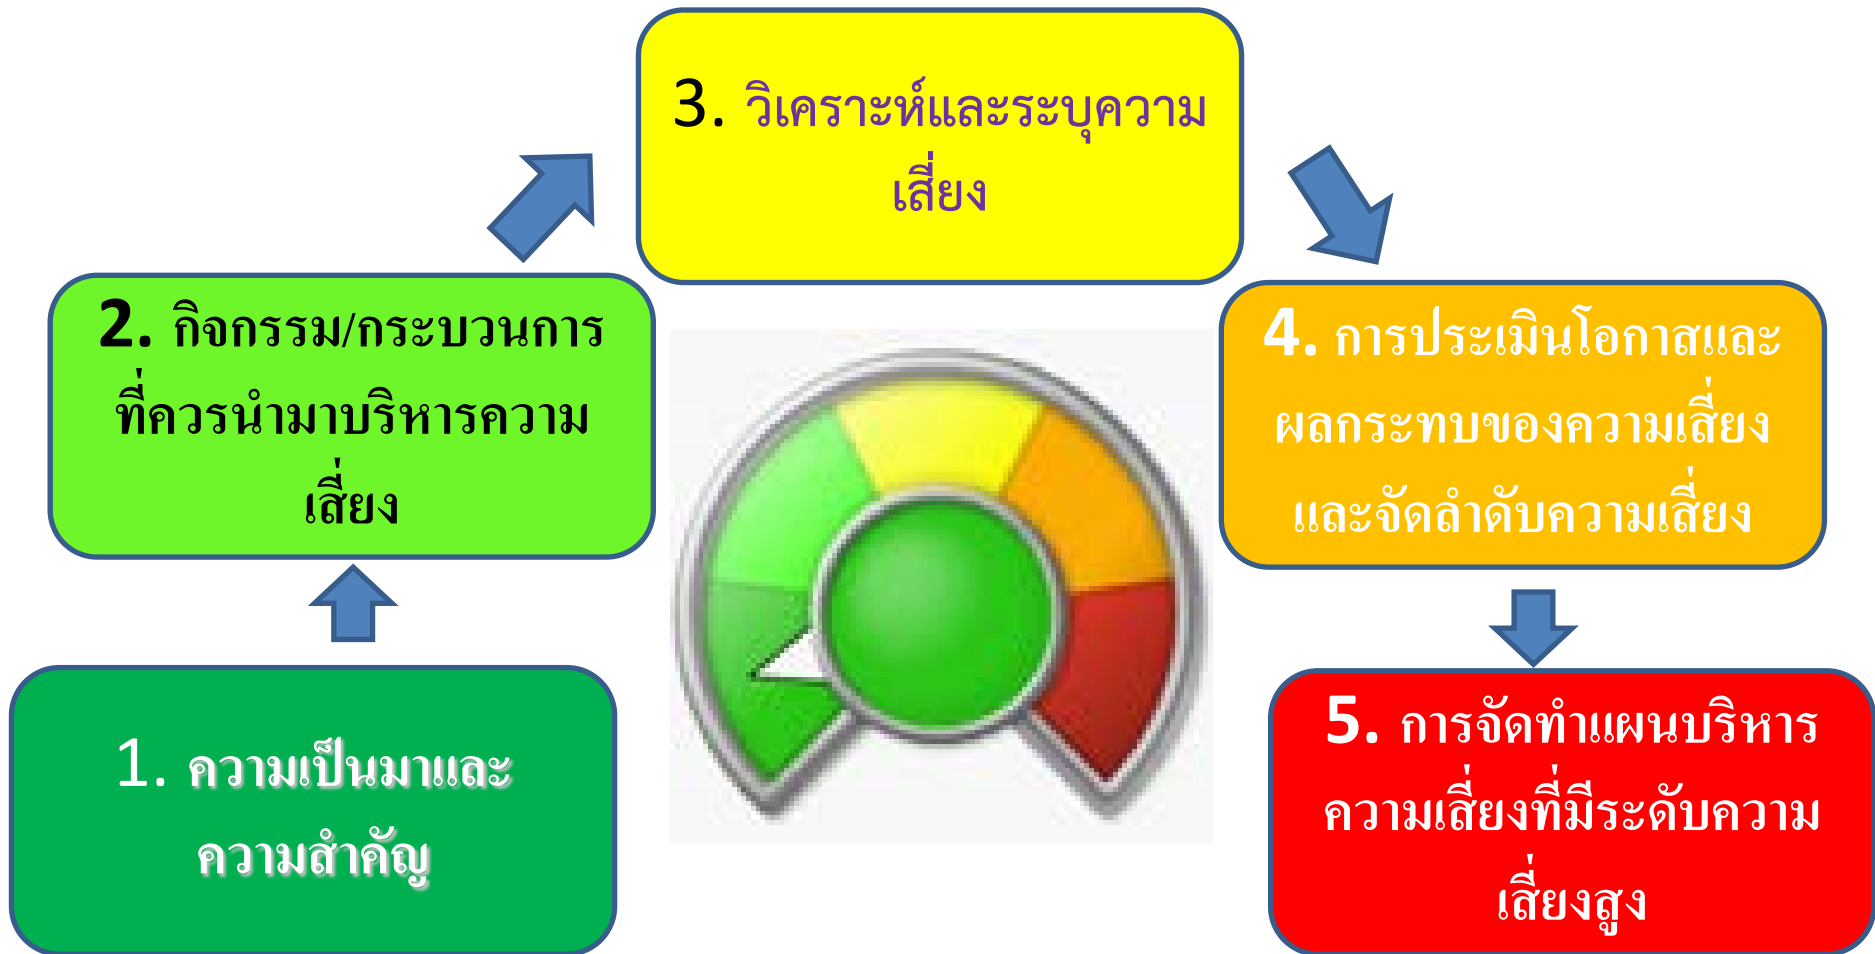 1. ความเป็นมาและ
ความสำคัญ
2. กิจกรรม/กระบวนการ
ที่ควรนำมาบริหารความ
เสี่ยง
3. วิเคราะห์และระบุความ
เสี่ยง
4. การประเมินโอกาสและ
ผลกระทบของความเสี่ยง
และจัดลำดับความเสี่ยง
5. การจัดทำแผนบริหาร
ความเสี่ยงที่มีระดับความ
เสี่ยงสูง